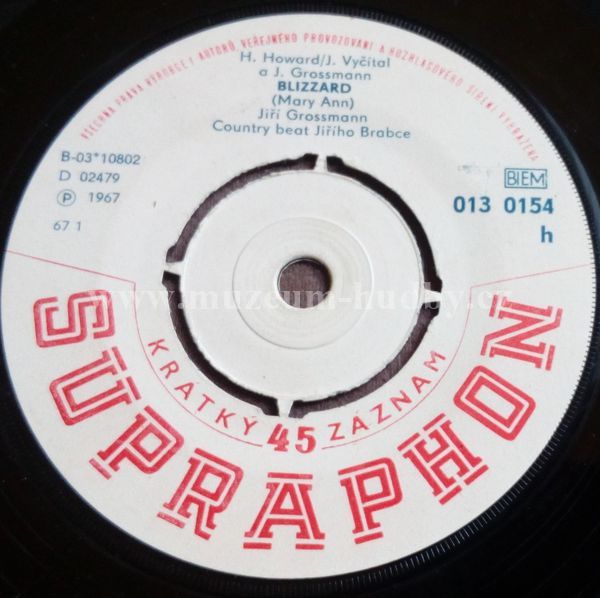 VŠECHNA PRÁVA VÝROBCE I AUTORŮ VEŘEJNÉHO PROVOZOVÁNÍ A ROZHLASOVÉHO ŠÍŘENÍ VYHRAZENA
H. Howard/J. Vyčítal
a J. Grossmann
BLIZZARD
(Mary Ann)
Jiří Grossmann
Country beat Jiřího Brabce
B-03*10802
D 02479
Ⓟ 1967
67 1
BIEM
013 0154
h
www.muzeum-hudby.cz
KRÁTKÝ 45 ZÁZNAM
SUPRAPHON